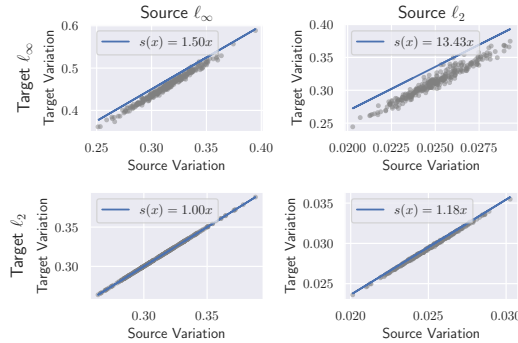 Source ℓ∞
Source ℓ2
Target ℓ∞
Target Variation
0.6
0.5
0.4
s(x) = 1.50x
0.25
0.30
0.35
0.40
Source Variation
Target Variation
0.40
0.35
0.30
0.25
s(x) = 13.43x
0.0200
0.0225
0.0250
0.0275
Source Variation
Target ℓ2
Target Variation
0.35
0.30
s(x) = 1.00x
0.30
0.35
Source Variation
Target Variation
0.035
0.030
0.025
s(x) = 1.18x
0.020
0.025
0.030
Source Variation